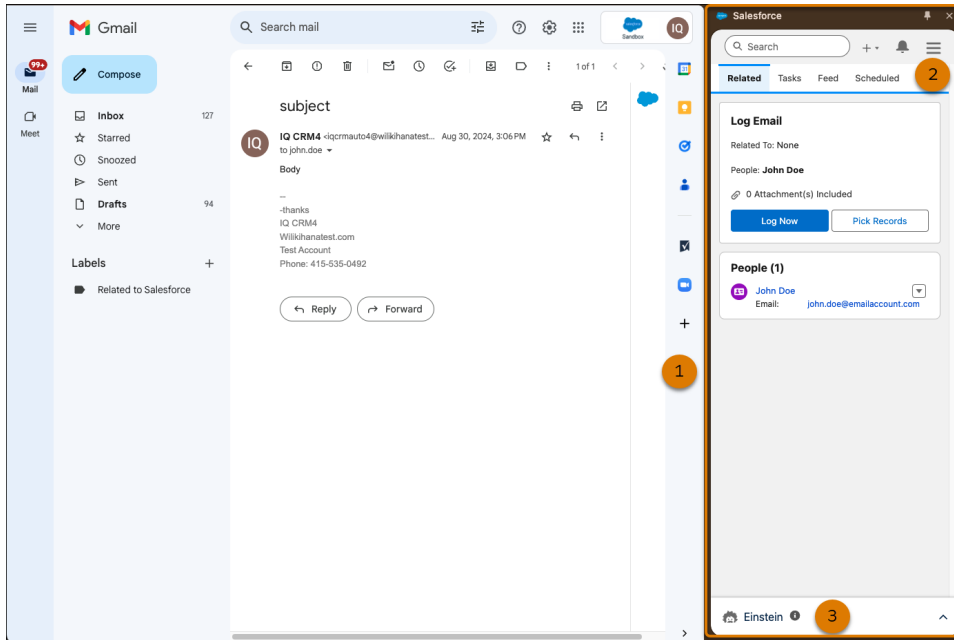 Gmail
Search mail
Sandbox
IQ
Salesforce
99+
Mail
Meet
Compose
Inbox 127
Starred
Snoozed
Sent
Drafts 94
More
Labels +
Related to Salesforce
1 of 1
31
subject
IQ
IQ CRM4 <iqcrmauto4@wilikihanatest... Aug 30, 2024, 3:06 PM
to john.doe
Body
--
-thanks
IQ CRM4
Wilikihanatest.com
Test Account
Phone: 415-535-0492
Reply
Forward
1
Search
Related Tasks Feed Scheduled
2
Log Email
Related To: None
People: John Doe
0 Attachment(s) Included
Log Now Pick Records
People (1)
John Doe
Email: john.doe@emailaccount.com
Einstein
3